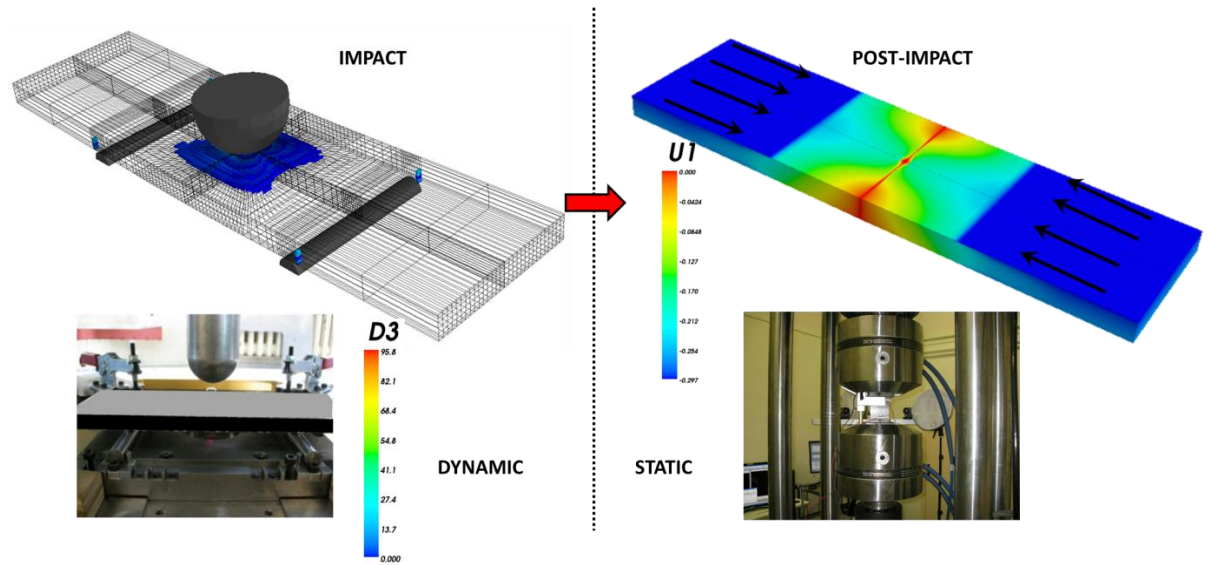 IMPACT
POST-IMPACT
U1
0.000
-0.0424
-0.0848
-0.127
-0.170
-0.212
-0.254
-0.297
D3
95.8
82.1
68.4
54.8
41.1
27.4
13.7
0.000
DYNAMIC
STATIC